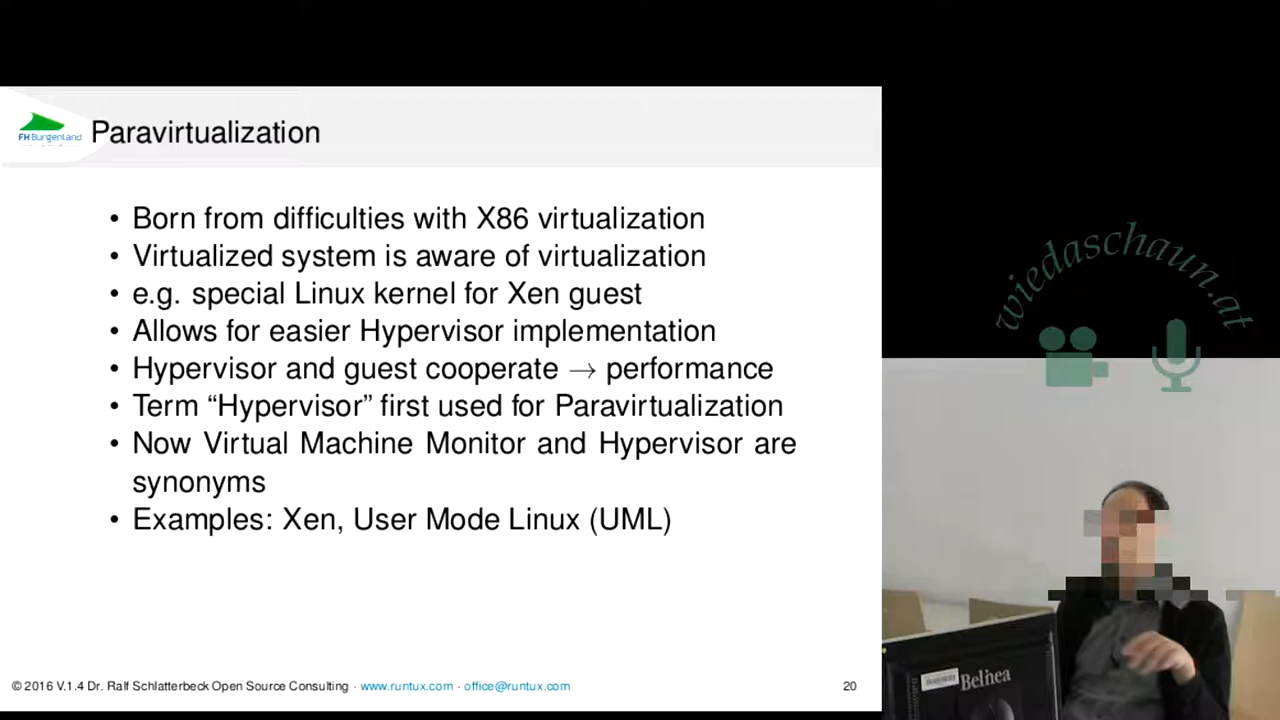 FH Burgenland
Paravirtualization
• Born from difficulties with X86 virtualization
• Virtualized system is aware of virtualization
• e.g. special Linux kernel for Xen guest
• Allows for easier Hypervisor implementation
• Hypervisor and guest cooperate → performance
• Term “Hypervisor” first used for Paravirtualization
• Now Virtual Machine Monitor and Hypervisor are
synonyms
• Examples: Xen, User Mode Linux (UML)
© 2016 V.1.4 Dr. Ralf Schlatterbeck Open Source Consulting · www.runtux.com · office@runtux.com 20
wiedaschaun.at
Belinea